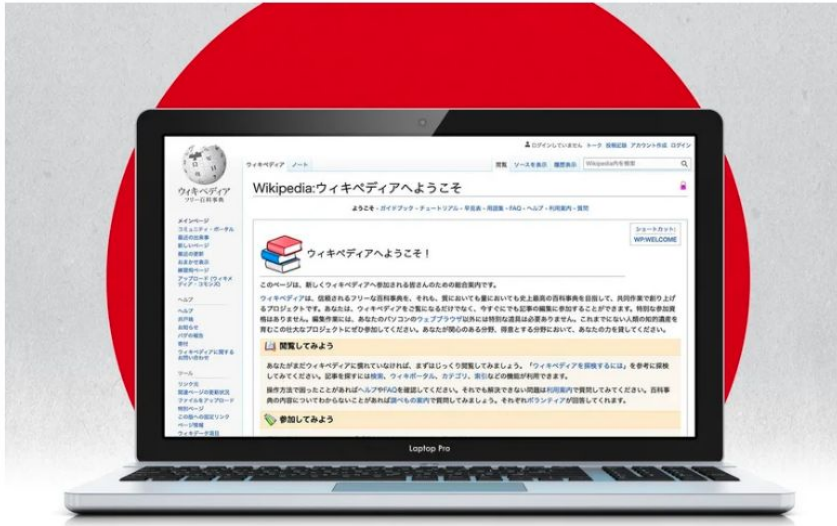 ログインしていません トーク 投稿記録 アカウント作成 ログイン
ウィキペディア ノート
閲覧 ソースを表示 履歴表示 Wikipedia内を検索
ウィキペディア
フリー百科事典
Wikipedia:ウィキペディアへようこそ
ようこそ - ガイドブック - チュートリアル - 早見表 - 用語集 - FAQ - ヘルプ - 利用案内 - 質問
ショートカット:
WP:WELCOME
ウィキペディアへようこそ！
このページは、新しくウィキペディアへ参加される皆さんのための総合案内です。
ウィキペディアは、信頼されるフリーな百科事典を、それも、質においても量においても史上最高の百科事典を目指して、共同作業で創り上げ
るプロジェクトです。あなたは、ウィキペディアをご覧になるだけでなく、今すぐにでも記事の編集に参加することができます。特別な参加資
格はありません。編集作業には、あなたのパソコンのウェブブラウザ以外には特別な道具は必要ありません。これまでにない人類の知的遺産を
育むこの壮大なプロジェクトにぜひ参加してください。あなたが関心のある分野、得意とする分野において、あなたの力を貸してください。
閲覧してみよう
あなたがまだウィキペディアに慣れていなければ、まずはじっくり閲覧してみましょう。「ウィキペディアを探検するには」を参考に探検
してみてください。記事を探すには検索、ウィキポータル、カテゴリ、索引などの機能が利用できます。
操作方法で困ったことがあればヘルプやFAQを確認してください。それでも解決できない問題は利用案内で質問してみてください。百科事
典の内容についてわからないことがあれば調べもの案内で質問してみましょう。それぞれボランティアが回答してくれます。
参加してみよう
メインページ
コミュニティ・ポータル
最近の出来事
新しいページ
最近の更新
おまかせ表示
練習用ページ
アップロード (ウィキメ
ディア・コモンズ)
ヘルプ
ヘルプ
井戸端
お知らせ
バグの報告
寄付
ウィキペディアに関する
お問い合わせ
ツール
リンク元
関連ページの更新状況
ファイルをアップロード
特別ページ
この版への固定リンク
ページ情報
ウィキデータ項目
Laptop Pro